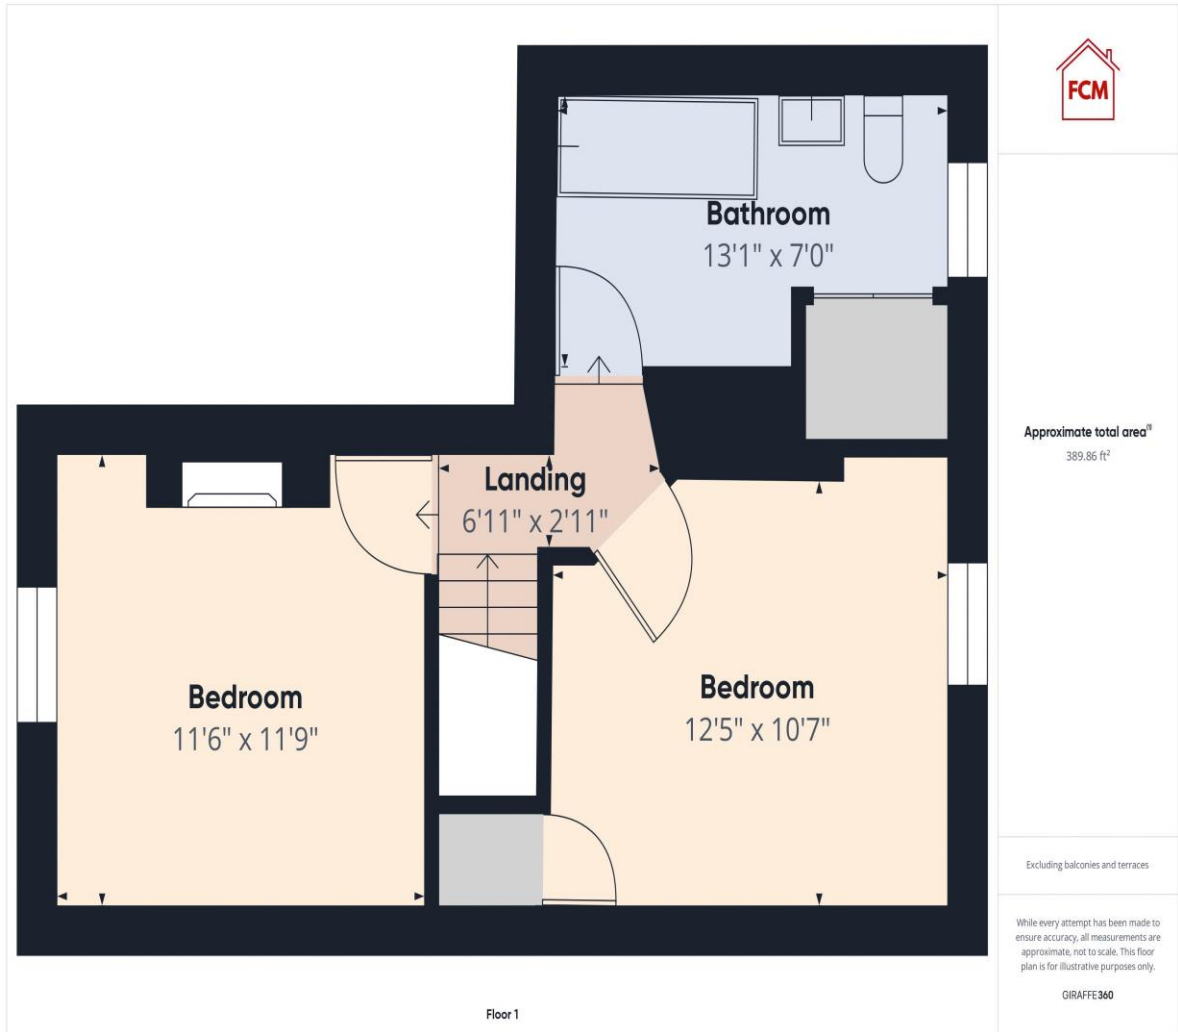 FCM
Bathroom
13'1" x 7'0"
Landing
6'11" x 2'11"
Bedroom
11'6" x 11'9"
Bedroom
12'5" x 10'7"
Floor 1
Approximate total area⁽¹⁾
389.86 ft²
Excluding balconies and terraces
While every attempt has been made to
ensure accuracy, all measurements are
approximate, not to scale. This floor
plan is for illustrative purposes only.
GIRAFFE360